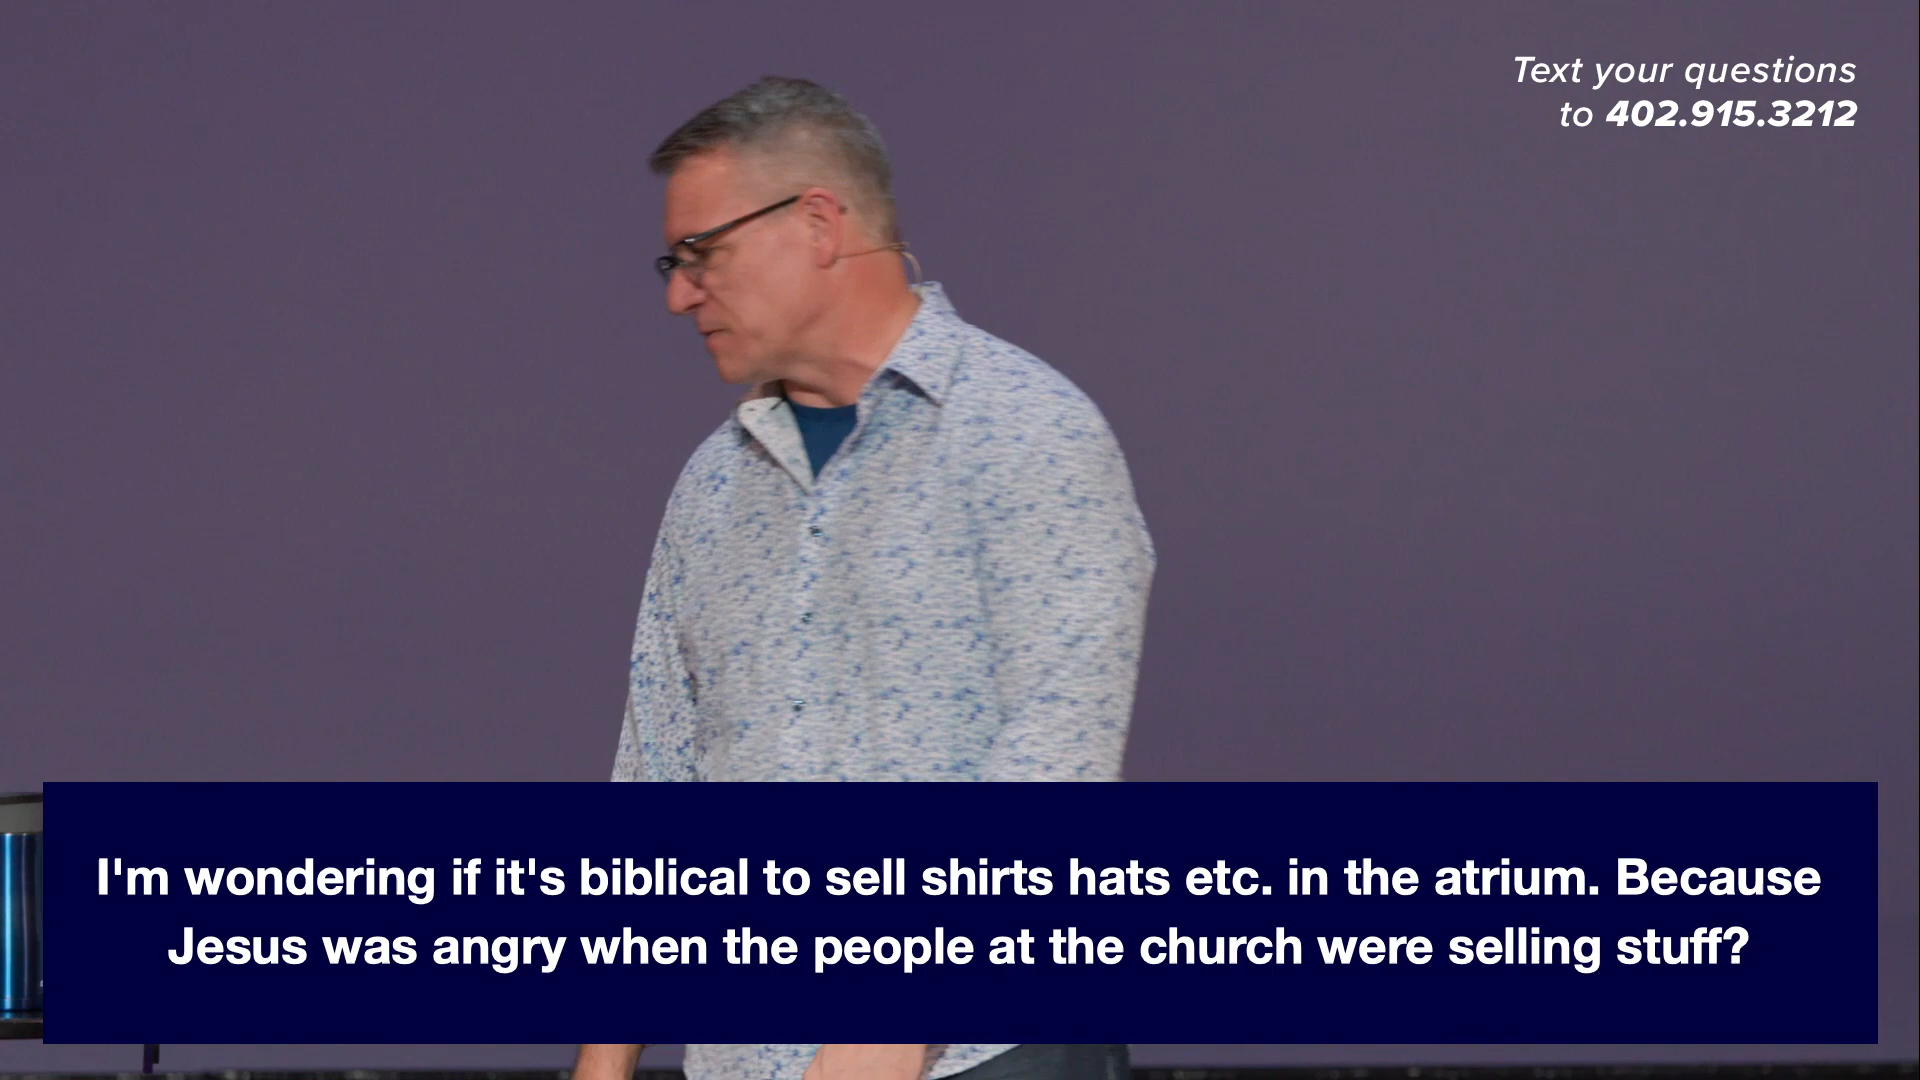 Text your questions
to 402.915.3212
I'm wondering if it's biblical to sell shirts hats etc. in the atrium. Because
Jesus was angry when the people at the church were selling stuff?